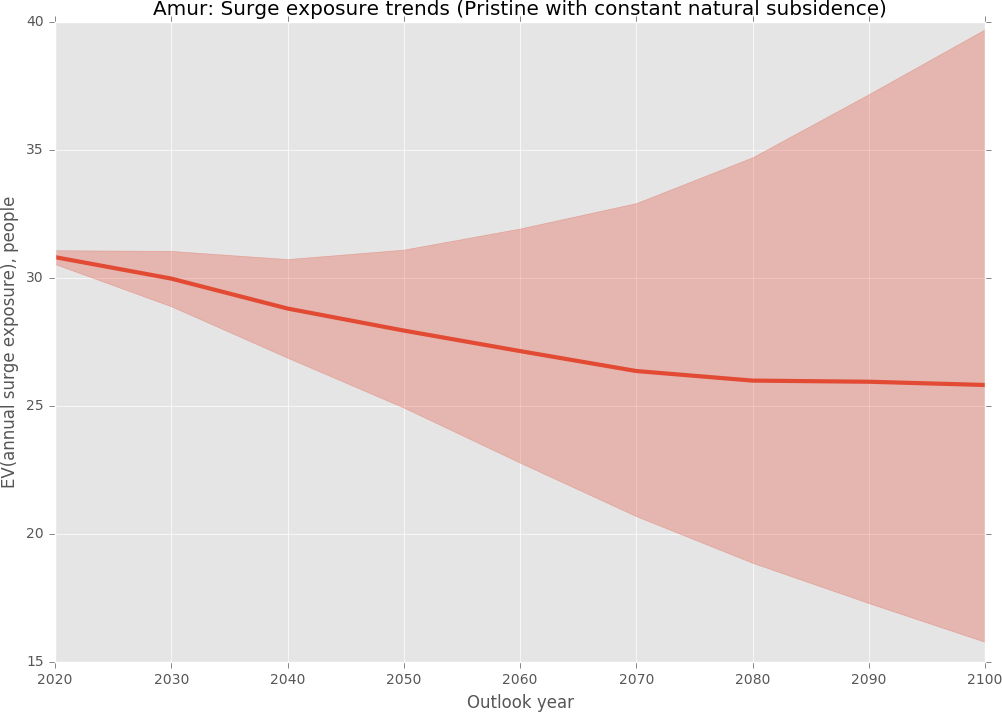 Amur: Surge exposure trends (Pristine with constant natural subsidence)
EV(annual surge exposure), people
40
35
30
25
20
15
2020 2030 2040 2050 2060 2070 2080 2090 2100
Outlook year